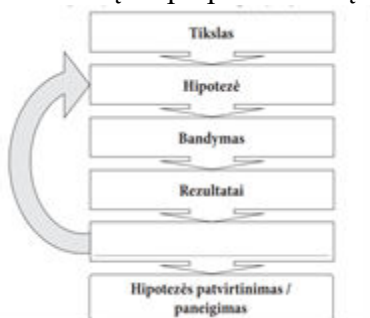 Tikslas
Hipotezė
Bandymas
Rezultatai
Hipotezės patvirtinimas /
paneigimas